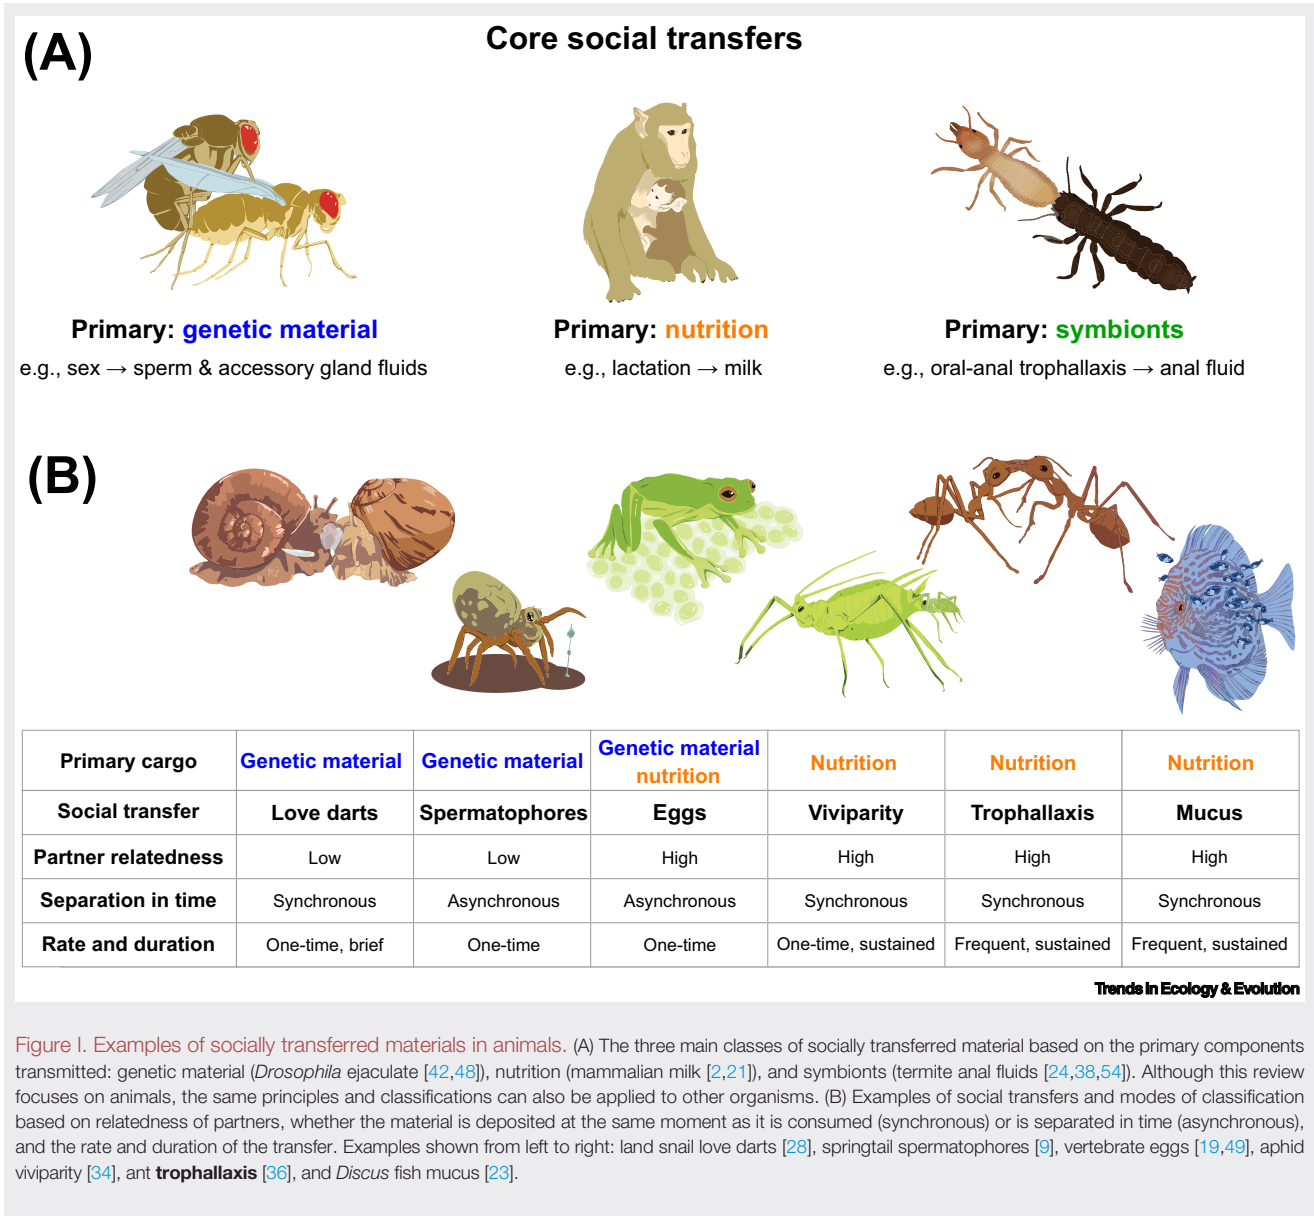 (A)
Core social transfers
Primary: genetic material
e.g., sex → sperm & accessory gland fluids
Primary: nutrition
e.g., lactation → milk
Primary: symbionts
e.g., oral-anal trophallaxis → anal fluid
(B)
Primary cargo
Genetic material
Genetic material
Genetic material
nutrition
Nutrition
Nutrition
Nutrition
Social transfer
Love darts
Spermatophores
Eggs
Viviparity
Trophallaxis
Mucus
Partner relatedness
Low
Low
High
High
High
High
Separation in time
Synchronous
Asynchronous
Asynchronous
Synchronous
Synchronous
Synchronous
Rate and duration
One-time, brief
One-time
One-time
One-time, sustained
Frequent, sustained
Frequent, sustained
Trends in Ecology & Evolution
Figure I. Examples of socially transferred materials in animals. (A) The three main classes of socially transferred material based on the primary components
transmitted: genetic material (Drosophila ejaculate [42,48]), nutrition (mammalian milk [2,21]), and symbionts (termite anal fluids [24,38,54]). Although this review
focuses on animals, the same principles and classifications can also be applied to other organisms. (B) Examples of social transfers and modes of classification
based on relatedness of partners, whether the material is deposited at the same moment as it is consumed (synchronous) or is separated in time (asynchronous),
and the rate and duration of the transfer. Examples shown from left to right: land snail love darts [28], springtail spermatophores [9], vertebrate eggs [19,49], aphid
viviparity [34], ant trophallaxis [36], and Discus fish mucus [23].